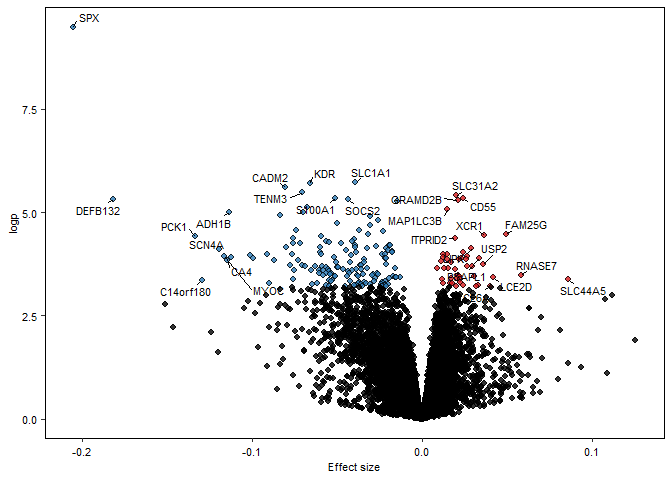 SPX
7.5
CADM2
KDR
SLC1A1
TENM3
SLC31A2
GRAMD2B
CD55
DEFB132
S100A1
SOCS2
5.0
MAP1LC3B
ADH1B
PCK1
XCR1
FAM25G
ITPRID2
SCN4A
USP2
CA4
RNASE7
C14orf180
LCE2D
SLC44A5
2.5
0.0
logp
-0.2
-0.1
0.0
0.1
Effect size